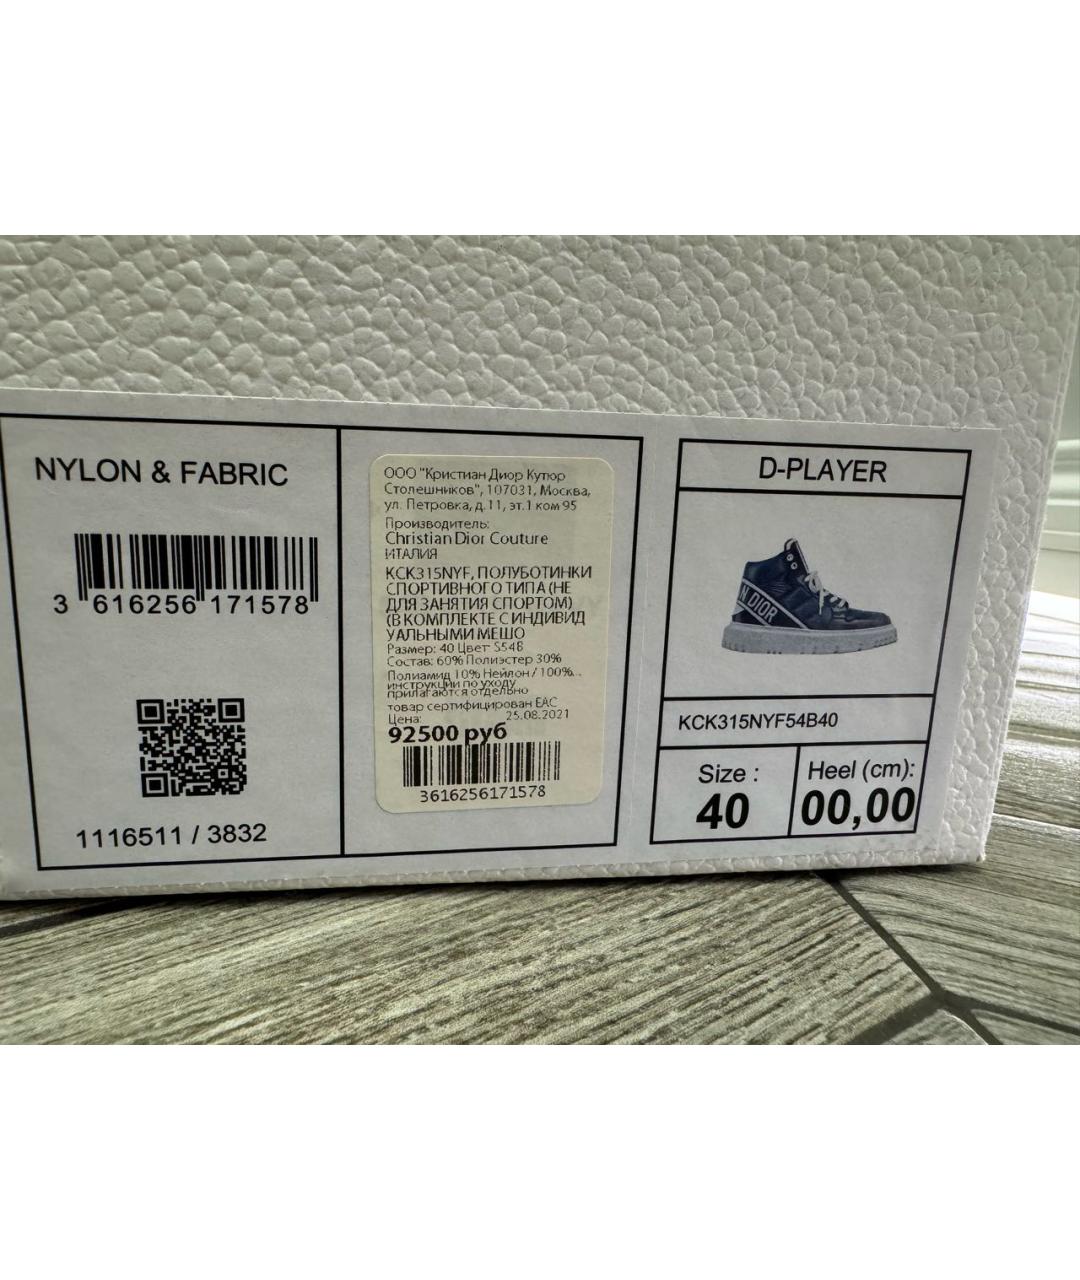 NYLON & FABRIC
3 616256 171578
1116511 / 3832
ООО "Кристиан Диор Кутюр
Столешников", 107031, Москва,
ул. Петровка, д.11, эт.1 ком 95
Производитель:
Christian Dior Couture
ИТАЛИЯ
KCK315NYF, ПОЛУБОТИНКИ
СПОРТИВНОГО ТИПА (НЕ
ДЛЯ ЗАНЯТИЯ СПОРТОМ)
(В КОМПЛЕКТЕ С ИНДИВИД
УАЛЬНЫМИ МЕШО
Размер: 40 Цвет: S54B
Состав: 60% Полиэстер 30%
Полиамид 10% Нейлон / 100%...
инструкции по уходу
прилагаются отдельно
товар сертифицирован EAC
Цена: 25.08.2021
92500 руб
3616256171578
D-PLAYER
N DIOR
KCK315NYF54B40
Size :
40
Heel (cm):
00,00